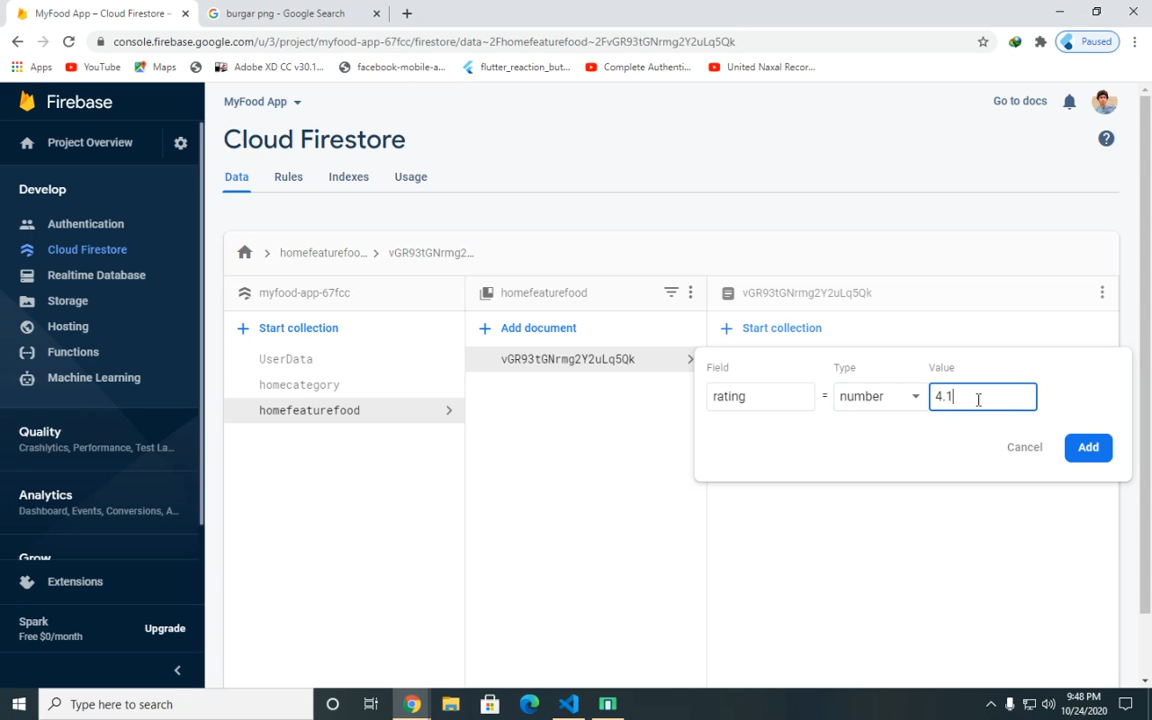 MyFood App – Cloud Firestore –
burgar png - Google Search
console.firebase.google.com/u/3/project/myfood-app-67fcc/firestore/data~2Fhomefeaturefood~2FvGR93tGNrmg2Y2uLq5Qk
Paused
Apps
YouTube
Maps
Adobe XD CC v30.1...
facebook-mobile-a...
flutter_reaction_but...
Complete Authenti...
United Naxal Recor...
Firebase
MyFood App
Go to docs
Cloud Firestore
Project Overview
Data
Rules
Indexes
Usage
Develop
Authentication
Cloud Firestore
Realtime Database
Storage
Hosting
Functions
Machine Learning
homefeaturefoo...
vGR93tGNrmg2...
myfood-app-67fcc
homefeaturefood
vGR93tGNrmg2Y2uLq5Qk
Start collection
Add document
Start collection
UserData
homecategory
homefeaturefood
vGR93tGNrmg2Y2uLq5Qk
Field
Type
Value
rating
=
number
4.1
Cancel
Add
Quality
Crashlytics, Performance, Test La...
Analytics
Dashboard, Events, Conversions, A...
Grow
Extensions
Spark
Free $0/month
Upgrade
Type here to search
9:48 PM
10/24/2020